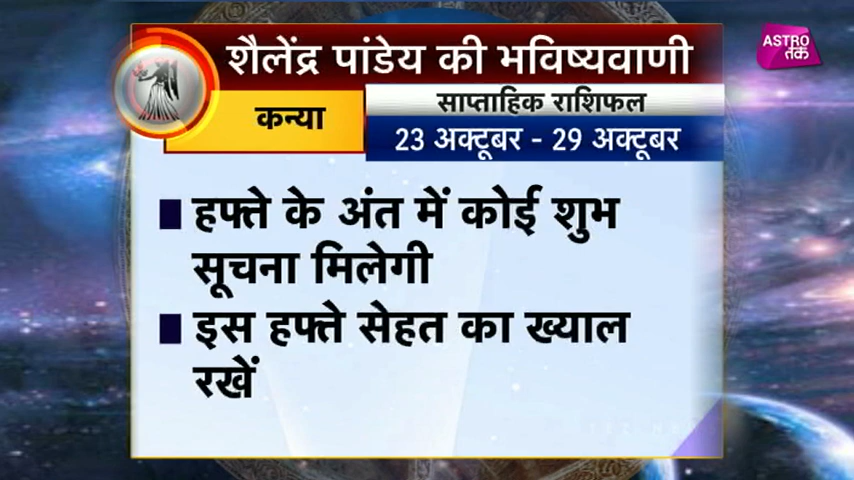 शैलेंद्र पांडेय की भविष्यवाणी
ASTRO
तक
कन्या
साप्ताहिक राशिफल
23 अक्टूबर - 29 अक्टूबर
हफ्ते के अंत में कोई शुभ
सूचना मिलेगी
इस हफ्ते सेहत का ख्याल
रखें